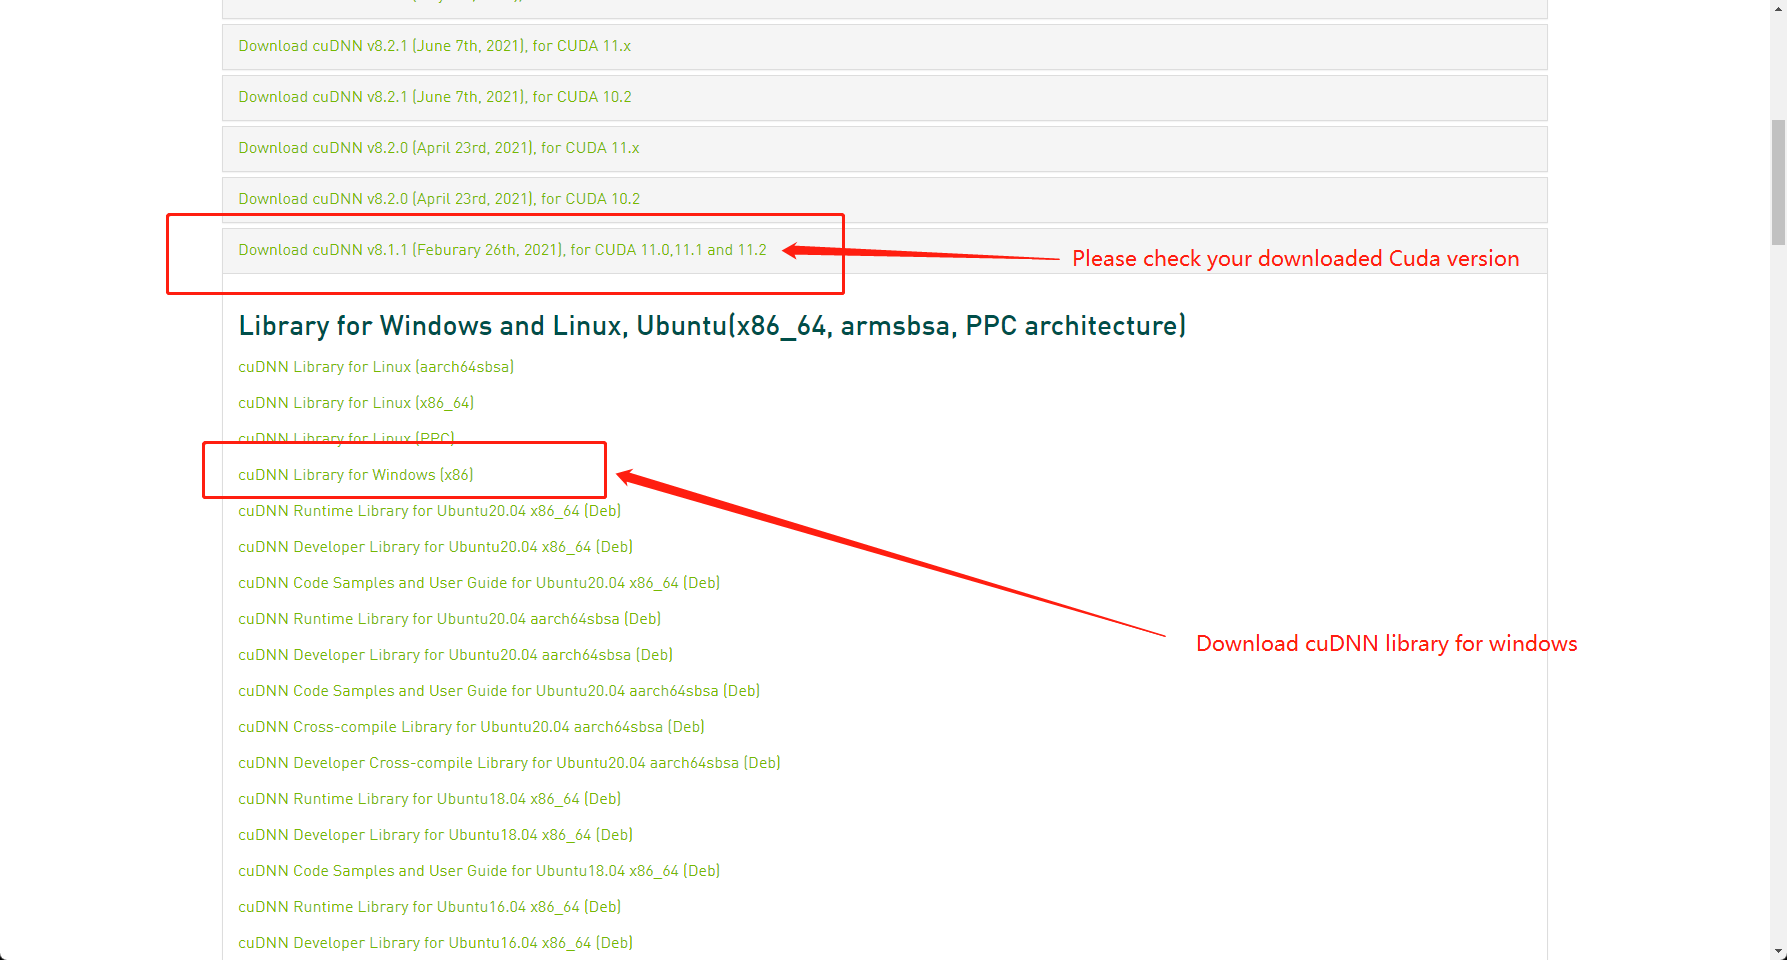 Download cuDNN v8.2.1 (June 7th, 2021), for CUDA 11.x
Download cuDNN v8.2.1 (June 7th, 2021), for CUDA 10.2
Download cuDNN v8.2.0 (April 23rd, 2021), for CUDA 11.x
Download cuDNN v8.2.0 (April 23rd, 2021), for CUDA 10.2
Download cuDNN v8.1.1 (Feburary 26th, 2021), for CUDA 11.0,11.1 and 11.2
Please check your downloaded Cuda version
Library for Windows and Linux, Ubuntu(x86_64, armsbsa, PPC architecture)
cuDNN Library for Linux (aarch64sbsa)
cuDNN Library for Linux (x86_64)
cuDNN Library for Linux (PPC)
cuDNN Library for Windows (x86)
cuDNN Runtime Library for Ubuntu20.04 x86_64 (Deb)
cuDNN Developer Library for Ubuntu20.04 x86_64 (Deb)
cuDNN Code Samples and User Guide for Ubuntu20.04 x86_64 (Deb)
cuDNN Runtime Library for Ubuntu20.04 aarch64sbsa (Deb)
Download cuDNN library for windows
cuDNN Developer Library for Ubuntu20.04 aarch64sbsa (Deb)
cuDNN Code Samples and User Guide for Ubuntu20.04 aarch64sbsa (Deb)
cuDNN Cross-compile Library for Ubuntu20.04 aarch64sbsa (Deb)
cuDNN Developer Cross-compile Library for Ubuntu20.04 aarch64sbsa (Deb)
cuDNN Runtime Library for Ubuntu18.04 x86_64 (Deb)
cuDNN Developer Library for Ubuntu18.04 x86_64 (Deb)
cuDNN Code Samples and User Guide for Ubuntu18.04 x86_64 (Deb)
cuDNN Runtime Library for Ubuntu16.04 x86_64 (Deb)
cuDNN Developer Library for Ubuntu16.04 x86_64 (Deb)